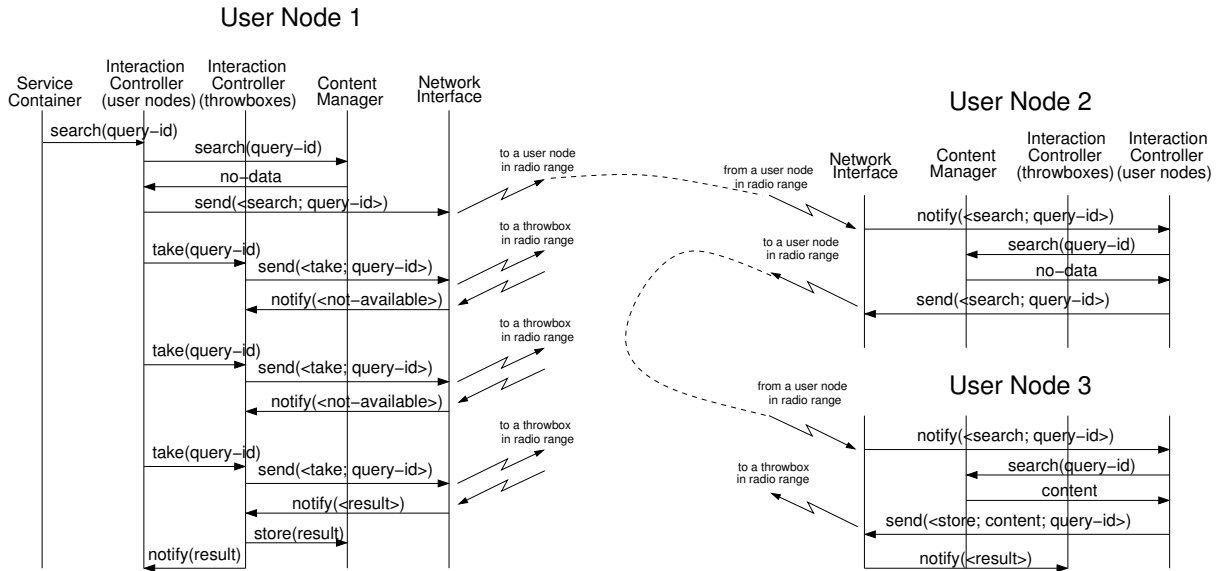 User Node 1
Service
Container
Interaction
Controller
(user nodes)
Interaction
Controller
(throwboxes)
Content
Manager
Network
Interface
search(query-id)
search(query-id)
no-data
send(<search; query-id>)
to a user node
in radio range
take(query-id)
send(<take; query-id>)
to a throwbox
in radio range
notify(<not-available>)
take(query-id)
send(<take; query-id>)
to a throwbox
in radio range
notify(<not-available>)
take(query-id)
send(<take; query-id>)
to a throwbox
in radio range
notify(<result>)
store(result)
notify(result)
User Node 2
Network
Interface
Content
Manager
Interaction
Controller
(throwboxes)
Interaction
Controller
(user nodes)
from a user node
in radio range
notify(<search; query-id>)
search(query-id)
to a user node
in radio range
no-data
send(<search; query-id>)
User Node 3
from a user node
in radio range
notify(<search; query-id>)
search(query-id)
to a throwbox
in radio range
content
send(<store; content; query-id>)
notify(<result>)